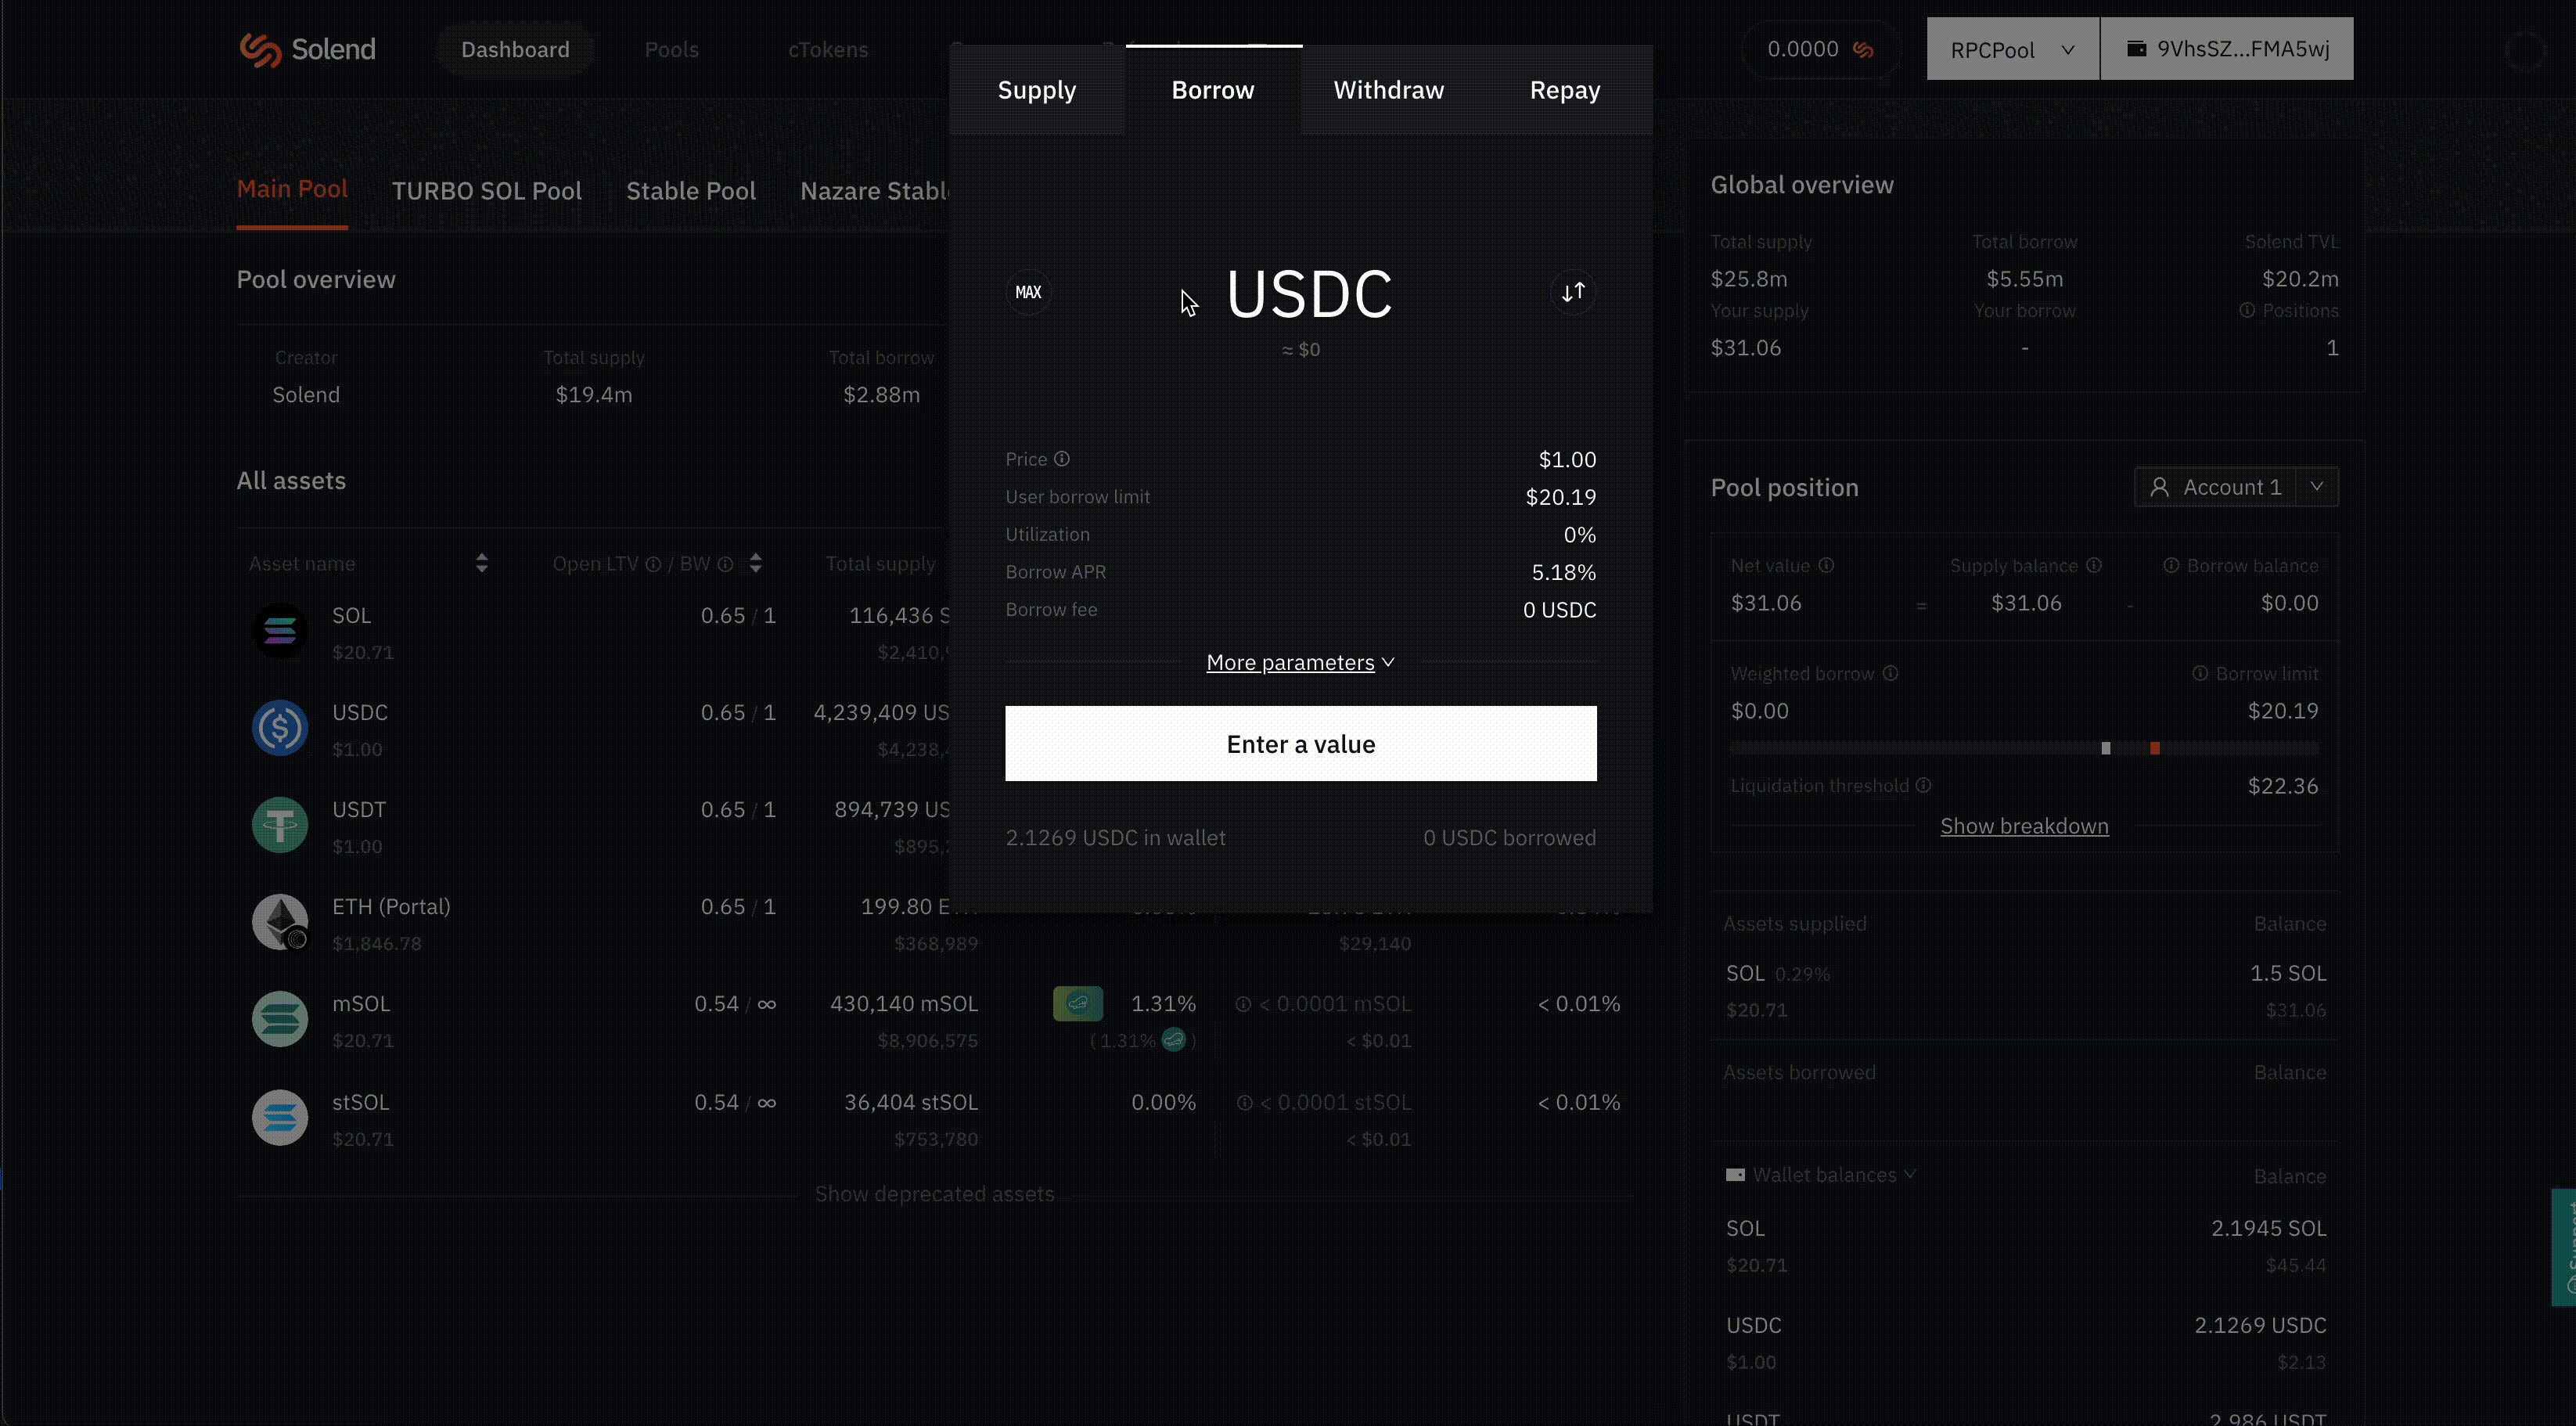 Solend
Dashboard
Pools
cTokens
0.0000
RPCPool
9VhsSZ...FMA5wj
Supply
Borrow
Withdraw
Repay
Main Pool
TURBO SOL Pool
Stable Pool
Nazare Stabl
MAX
USDC
≈ $0
Price
$1.00
User borrow limit
$20.19
Utilization
0%
Borrow APR
5.18%
Borrow fee
0 USDC
More parameters
Enter a value
2.1269 USDC in wallet
0 USDC borrowed
Pool overview
Creator
Total supply
Total borrow
Solend
$19.4m
$2.88m
All assets
Asset name
Open LTV / BW
Total supply
SOL
0.65 / 1
116,436 S
$20.71
$2,410,
USDC
0.65 / 1
4,239,409 US
$1.00
$4,238,
USDT
0.65 / 1
894,739 US
$1.00
$895,
ETH (Portal)
0.65 / 1
199.80 E
$1,846.78
$368,989
$29,140
mSOL
0.54 / ∞
430,140 mSOL
1.31%
< 0.0001 mSOL
< 0.01%
$20.71
$8,906,575
( 1.31% )
< $0.01
stSOL
0.54 / ∞
36,404 stSOL
0.00%
< 0.0001 stSOL
< 0.01%
$20.71
$753,780
< $0.01
Show deprecated assets
Global overview
Total supply
Total borrow
Solend TVL
$25.8m
$5.55m
$20.2m
Your supply
Your borrow
Positions
$31.06
-
1
Pool position
Account 1
Net value
Supply balance
Borrow balance
$31.06
=
$31.06
-
$0.00
Weighted borrow
Borrow limit
$0.00
$20.19
Liquidation threshold
$22.36
Show breakdown
Assets supplied
Balance
SOL 0.29%
1.5 SOL
$20.71
$31.06
Assets borrowed
Balance
Wallet balances
Balance
SOL
2.1945 SOL
$20.71
$45.44
USDC
2.1269 USDC
$1.00
$2.13
USDT
2.986 USDT
Support